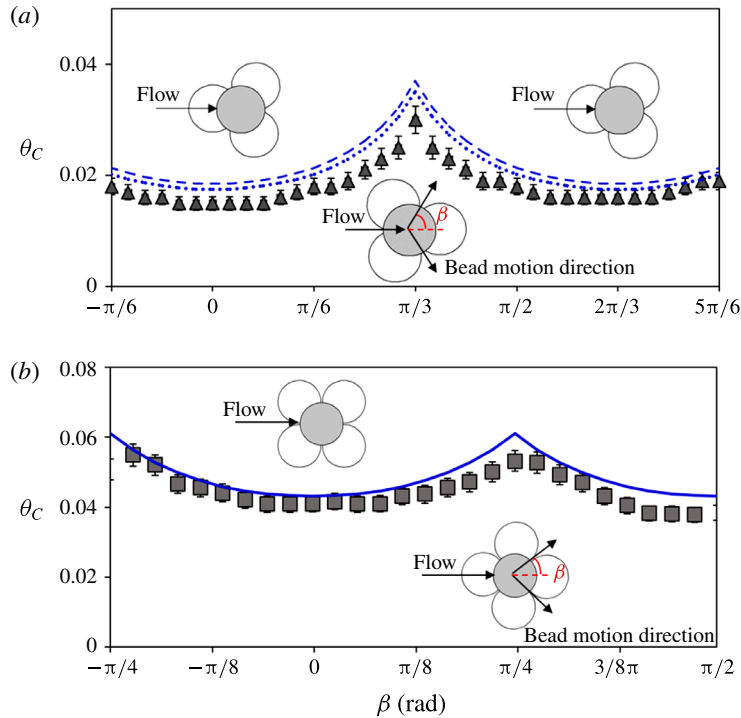 (a)
0.04
Flow
Flow
θC
0.02
Flow
β
Bead motion direction
0
−π/6
0
π/6
π/3
π/2
2π/3
5π/6
(b)
0.08
Flow
0.06
θC
0.04
Flow
β
0.02
Bead motion direction
0
−π/4
−π/8
0
π/8
π/4
3/8π
π/2
β (rad)